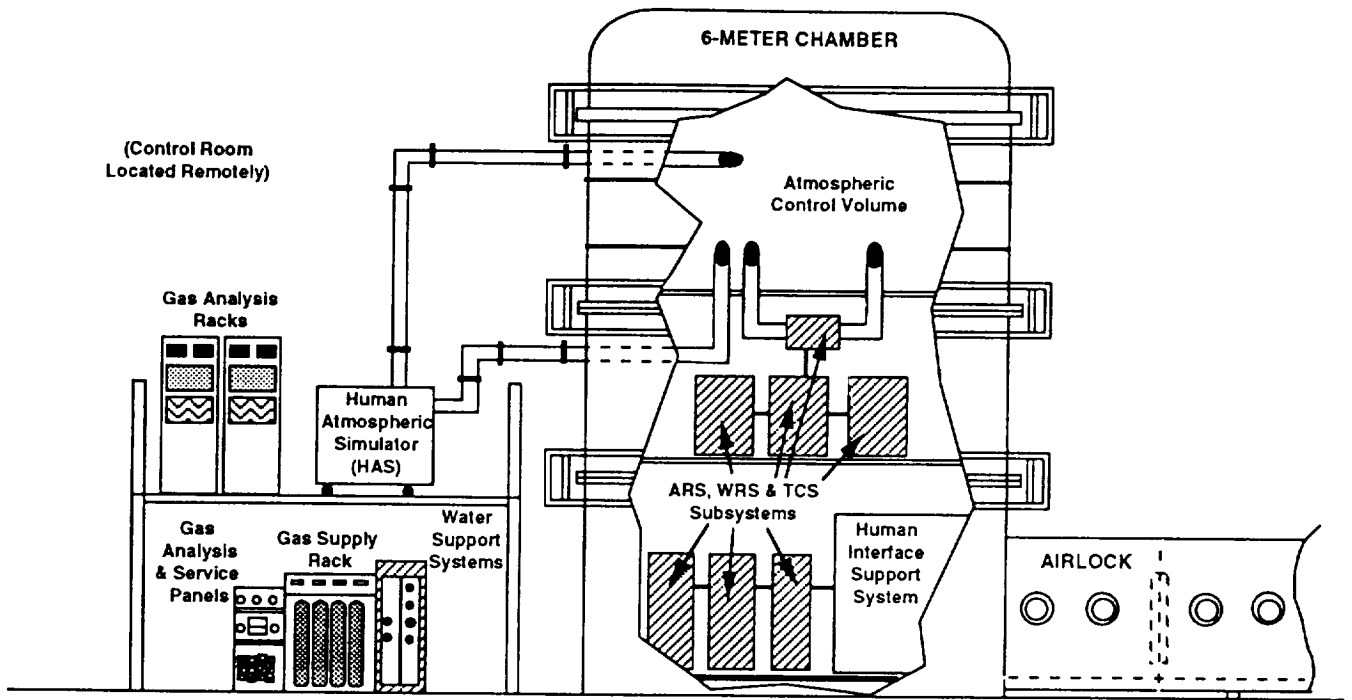 6-METER CHAMBER
(Control Room
Located Remotely)
Atmospheric
Control Volume
Gas Analysis
Racks
Human
Atmospheric
Simulator
(HAS)
ARS, WRS & TCS
Subsystems
Gas
Analysis
& Service
Panels
Gas Supply
Rack
Water
Support
Systems
Human
Interface
Support
System
AIRLOCK